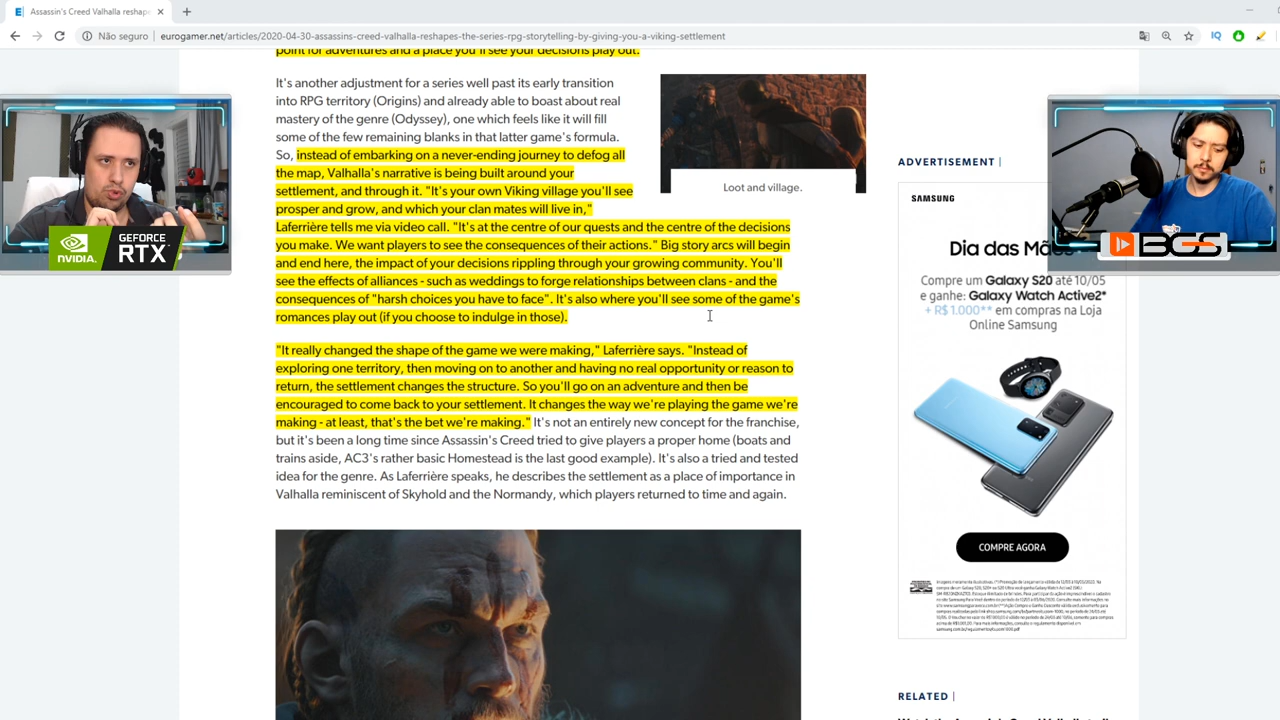 Assassin's Creed Valhalla reshape
Não seguro
eurogamer.net/articles/2020-04-30-assassins-creed-valhalla-reshapes-the-series-rpg-storytelling-by-giving-you-a-viking-settlement
IQ
point for adventures and a place you'll see your decisions play out.
It's another adjustment for a series well past its early transition
into RPG territory (Origins) and already able to boast about real
mastery of the genre (Odyssey), one which feels like it will fill
some of the few remaining blanks in that latter game's formula.
So, instead of embarking on a never-ending journey to defog all
the map, Valhalla's narrative is being built around your
settlement, and through it. "It's your own Viking village you'll see
prosper and grow, and which your clan mates will live in,"
Laferrière tells me via video call. "It's at the centre of our quests and the centre of the decisions
you make. We want players to see the consequences of their actions." Big story arcs will begin
and end here, the impact of your decisions rippling through your growing community. You'll
see the effects of alliances - such as weddings to forge relationships between clans - and the
consequences of "harsh choices you have to face". It's also where you'll see some of the game's
romances play out (if you choose to indulge in those).
"It really changed the shape of the game we were making," Laferrière says. "Instead of
exploring one territory, then moving on to another and having no real opportunity or reason to
return, the settlement changes the structure. So you'll go on an adventure and then be
encouraged to come back to your settlement. It changes the way we're playing the game we're
making - at least, that's the bet we're making." It's not an entirely new concept for the franchise,
but it's been a long time since Assassin's Creed tried to give players a proper home (boats and
trains aside, AC3's rather basic Homestead is the last good example). It's also a tried and tested
idea for the genre. As Laferrière speaks, he describes the settlement as a place of importance in
Valhalla reminiscent of Skyhold and the Normandy, which players returned to time and again.
Loot and village.
NVIDIA.
GEFORCE
RTX
BGS
ADVERTISEMENT |
SAMSUNG
Dia das Mã
Compre um Galaxy S20 até 10/05
e ganhe: Galaxy Watch Active2*
+ R$ 1.000** em compras na Loja
Online Samsung
COMPRE AGORA
RELATED |